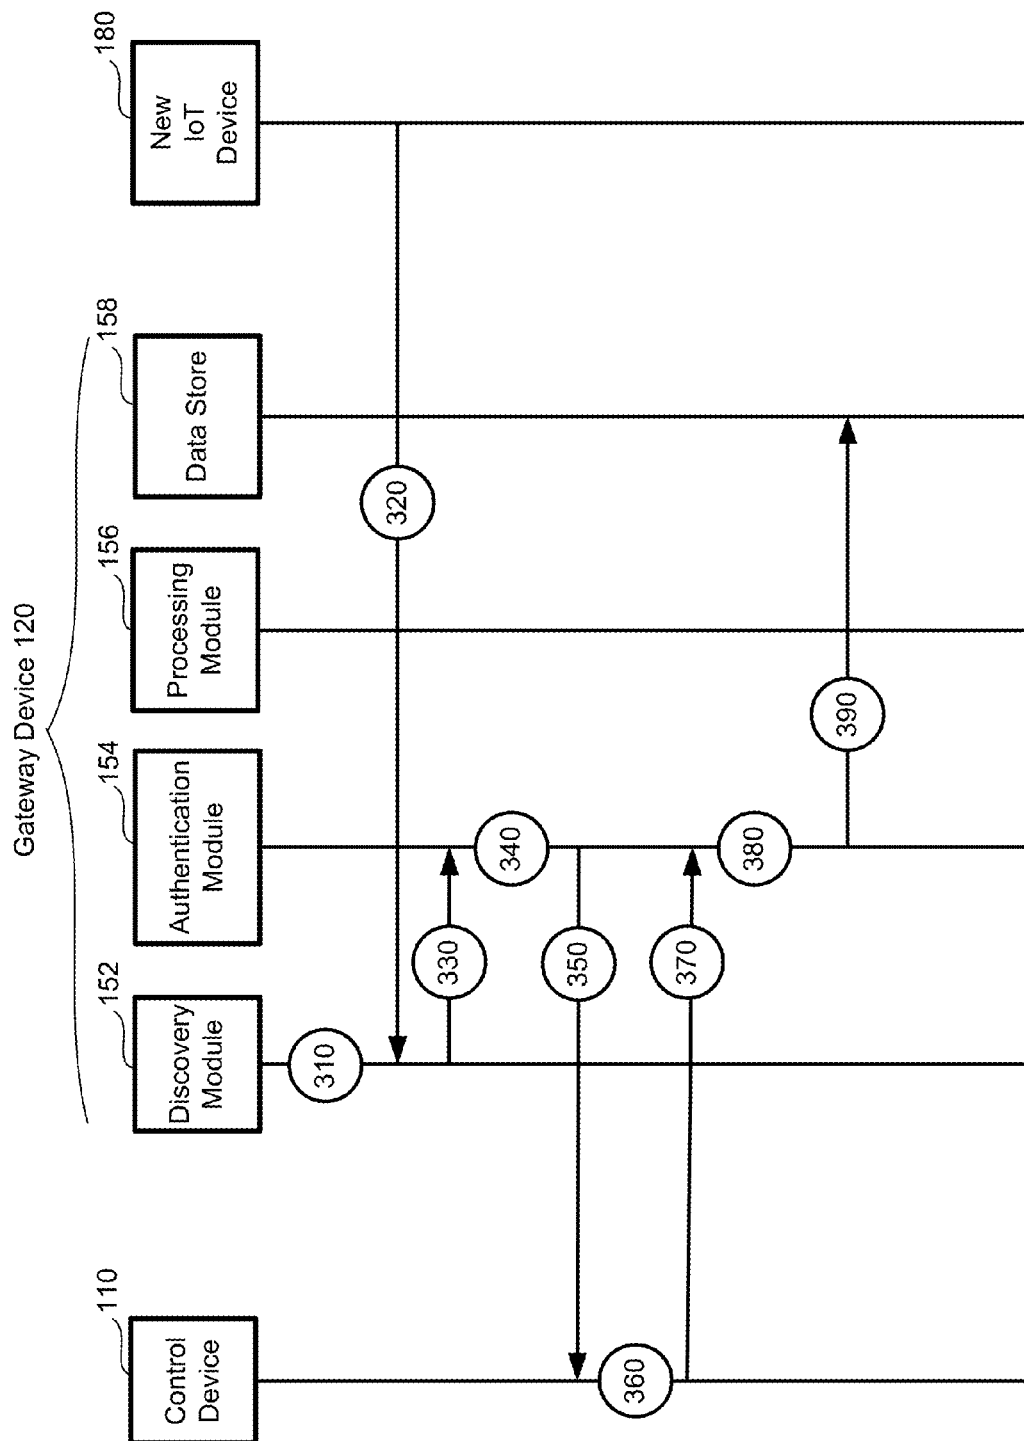 Gateway Device 120
110
Control
Device
152
Discovery
Module
154
Authentication
Module
156
Processing
Module
158
Data Store
180
New
IoT
Device
310
320
330
340
350
360
370
380
390